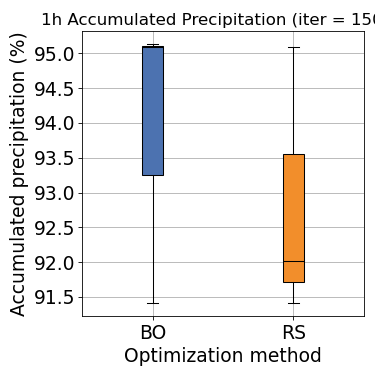 1h Accumulated Precipitation (iter = 150
Accumulated precipitation (%)
95.0
94.5
94.0
93.5
93.0
92.5
92.0
91.5
BO RS
Optimization method